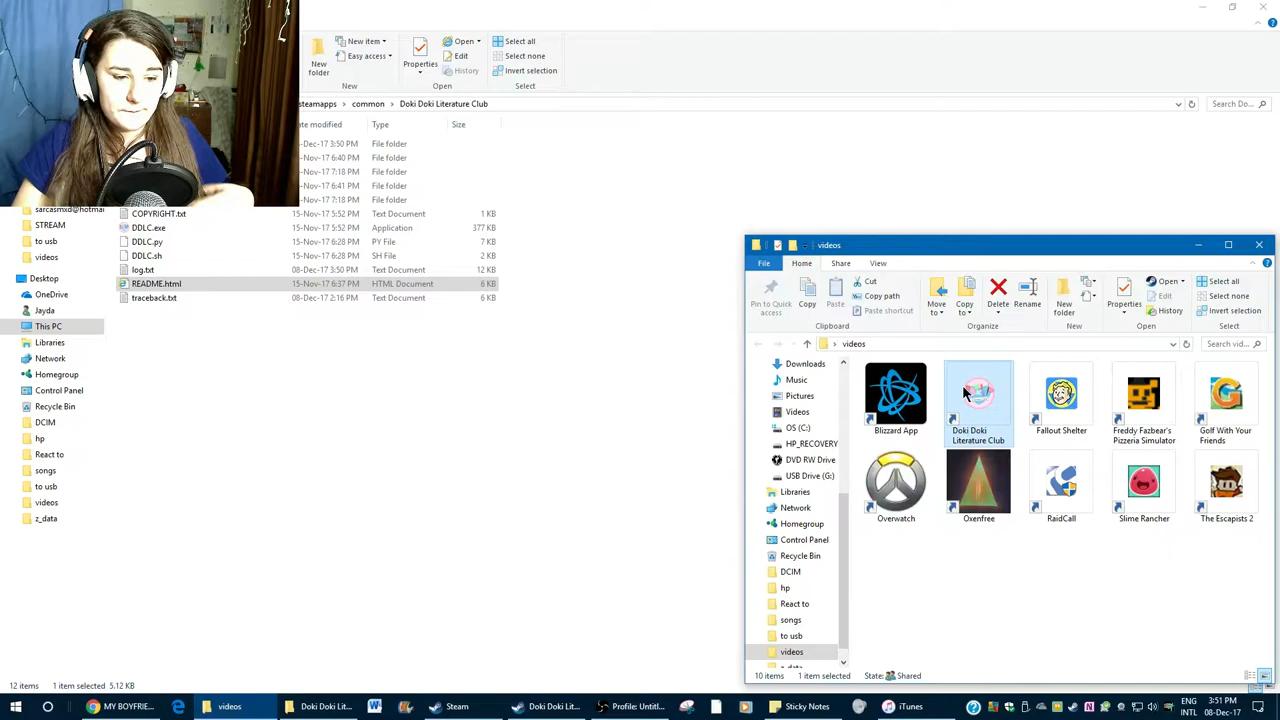 New item
Easy access
New
folder
New
Properties
Open
Edit
History
Open
Select all
Select none
Invert selection
Select
steamapps > common > Doki Doki Literature Club
Search Do...
ate modified Type Size
-Dec-17 3:50 PM File folder
-Nov-17 6:40 PM File folder
-Nov-17 7:18 PM File folder
-Nov-17 6:41 PM File folder
-Nov-17 7:18 PM File folder
COPYRIGHT.txt 15-Nov-17 5:52 PM Text Document 1 KB
DDLC.exe 15-Nov-17 5:52 PM Application 377 KB
DDLC.py 15-Nov-17 6:28 PM PY File 7 KB
DDLC.sh 15-Nov-17 6:28 PM SH File 2 KB
log.txt 08-Dec-17 3:50 PM Text Document 12 KB
README.html 15-Nov-17 6:37 PM HTML Document 6 KB
traceback.txt 08-Dec-17 2:16 PM Text Document 6 KB
sarcasmxd@hotmai
STREAM
to usb
videos
Desktop
OneDrive
Jayda
This PC
Libraries
Network
Homegroup
Control Panel
Recycle Bin
DCIM
hp
React to
songs
to usb
videos
z_data
12 items 1 item selected 5.12 KB
videos
File Home Share View
Pin to Quick
access
Copy
Paste
Cut
Copy path
Paste shortcut
Clipboard
Move
to
Copy
to
Delete
Rename
Organize
New
folder
New
Properties
Open
Edit
History
Open
Select all
Select none
Invert selection
Select
> videos
Search vid...
Downloads
Music
Pictures
Videos
OS (C:)
HP_RECOVERY
DVD RW Drive
USB Drive (G:)
Libraries
Network
Homegroup
Control Panel
Recycle Bin
DCIM
hp
React to
songs
to usb
videos
z_data
Blizzard App
Doki Doki
Literature Club
Fallout Shelter
Freddy Fazbear's
Pizzeria Simulator
Golf With Your
Friends
Overwatch
Oxenfree
RaidCall
Slime Rancher
The Escapists 2
10 items 1 item selected State: Shared
MY BOYFRIE...
videos
Doki Doki Lit...
Steam
Doki Doki Lit...
Profile: Untitl...
Sticky Notes
iTunes
ENG
INTL
3:51 PM
08-Dec-17